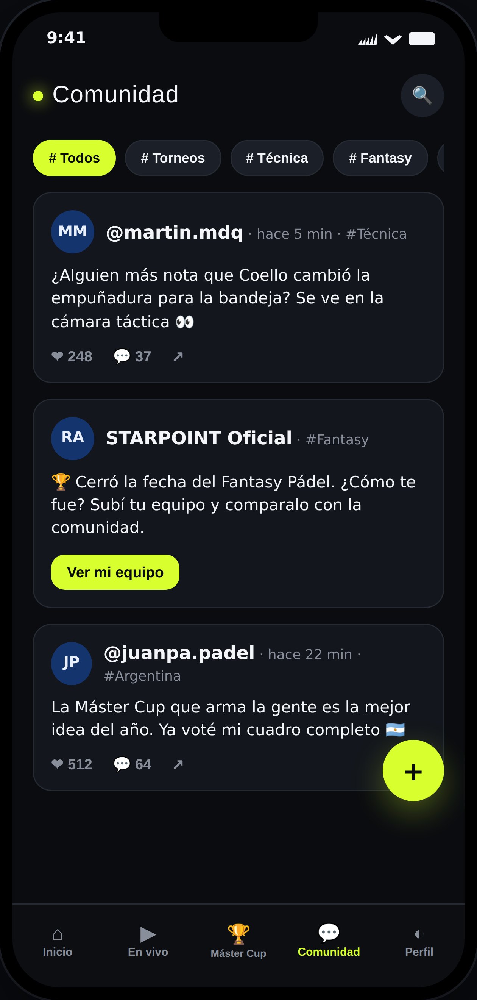 9:41
Comunidad
# Todos # Torneos # Técnica # Fantasy
MM
@martin.mdq · hace 5 min · #Técnica
¿Alguien más nota que Coello cambió la
empuñadura para la bandeja? Se ve en la
cámara táctica 👀
❤ 248 💬 37 ↗
RA
STARPOINT Oficial · #Fantasy
🏆 Cerró la fecha del Fantasy Pádel. ¿Cómo te
fue? Subí tu equipo y comparalo con la
comunidad.
Ver mi equipo
JP
@juanpa.padel · hace 22 min ·
#Argentina
La Máster Cup que arma la gente es la mejor
idea del año. Ya voté mi cuadro completo 🇦🇷
❤ 512 💬 64 ↗
+
Inicio En vivo Máster Cup Comunidad Perfil